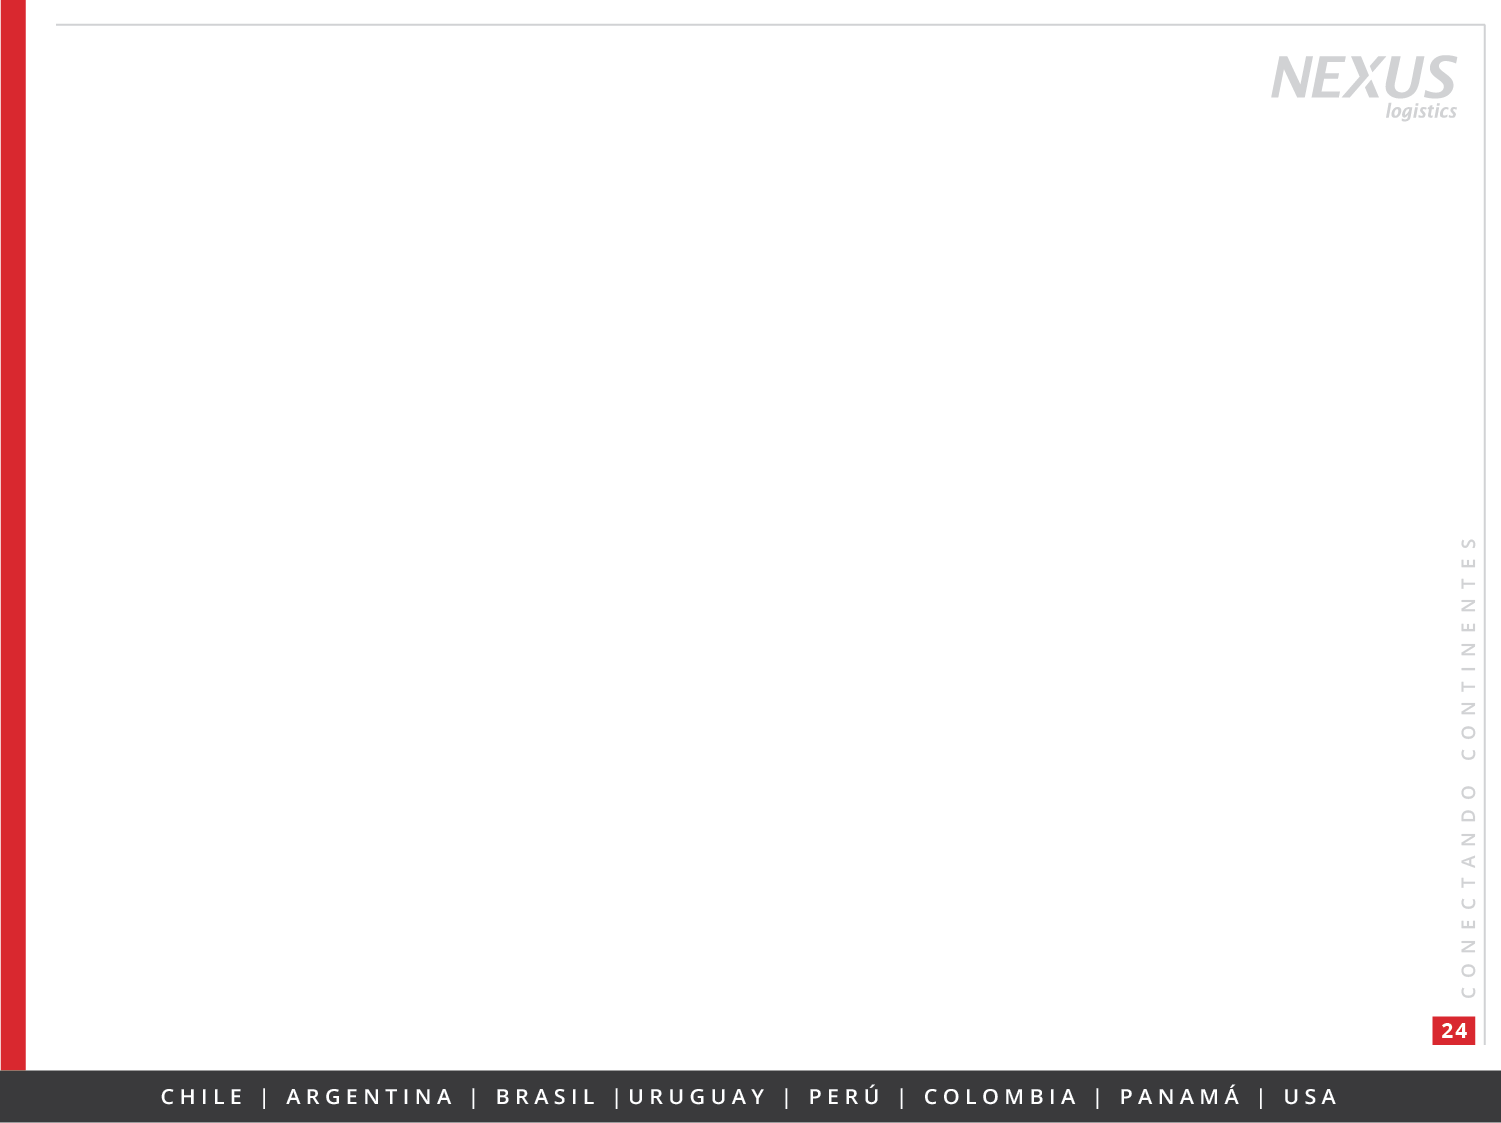 NEXUS
logistics
CONECTANDO CONTINENTES
24
CHILE | ARGENTINA | BRASIL |URUGUAY | PERÚ | COLOMBIA | PANAMÁ | USA